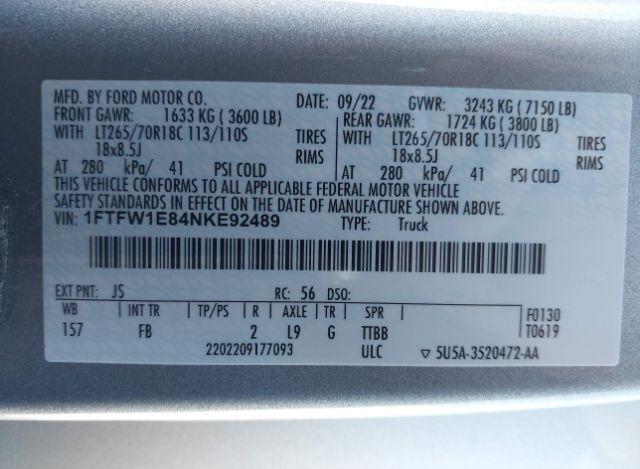 MFD. BY FORD MOTOR CO. DATE: 09/22 GVWR: 3243 KG ( 7150 LB)
FRONT GAWR: 1633 KG ( 3600 LB) REAR GAWR: 1724 KG ( 3800 LB)
WITH LT265/70R18C 113/110S TIRES WITH LT265/70R18C 113/110S TIRES
18x8.5J RIMS 18x8.5J RIMS
AT 280 kPa/ 41 PSI COLD AT 280 kPa/ 41 PSI COLD
THIS VEHICLE CONFORMS TO ALL APPLICABLE FEDERAL MOTOR VEHICLE
SAFETY STANDARDS IN EFFECT ON THE DATE OF MANUFACTURE SHOWN ABOVE.
VIN: 1FTFW1E84NKE92489 TYPE: Truck
EXT PNT: JS RC: 56 DSO:
WB INT TR TP/PS R AXLE TR SPR F0130
157 FB 2 L9 G TTBB T0619
2202209177093 ULC ▽ 5U5A-3520472-AA